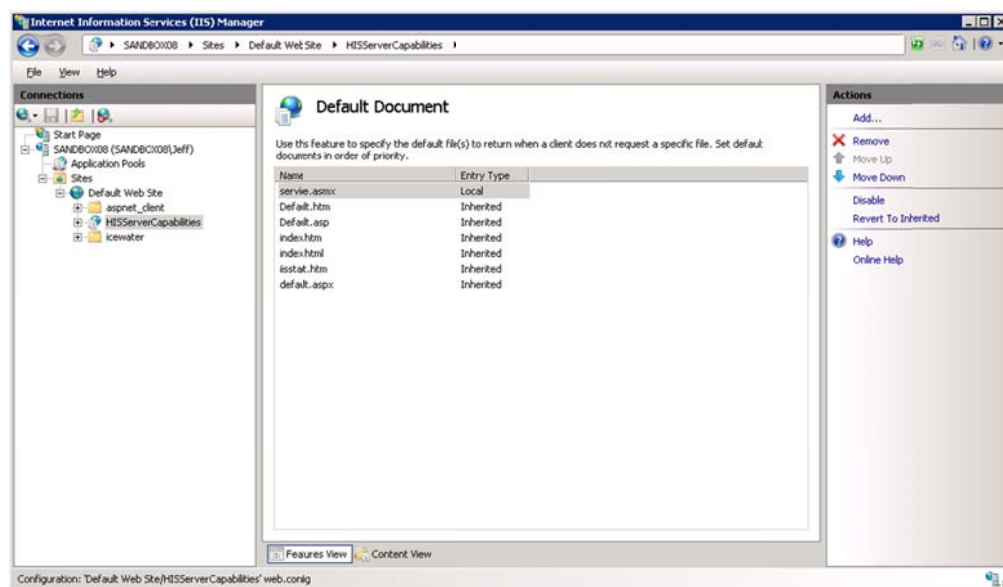 Internet Information Services (IIS) Manager
SANDBOX08 Sites Default Web Site HISServerCapabilities
File View Help
Connections
Start Page
SANDBOX08 (SANDBOX08\Jeff)
Application Pools
Sites
Default Web Site
aspnet_client
HISServerCapabilities
icewater
Default Document
Use ths feature to specify the default file(s) to return when a client does not request a specific file. Set default
documents in order of priority.
Name Entry Type
servie.asmx Local
Default.htm Inherited
Default.asp Inherited
index.htm Inherited
index.html Inherited
iisstat.htm Inherited
default.aspx Inherited
Feaures View Content View
Actions
Add...
Remove
Move Up
Move Down
Disable
Revert To Inherited
Help
Online Help
Configuration: 'Default Web Ste/HISServerCapabilities' web.conig